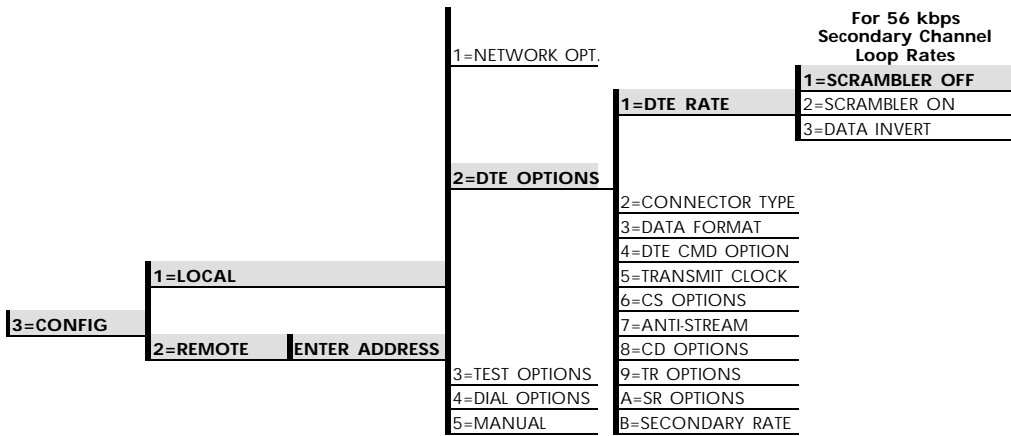 For 56 kbps
Secondary Channel
Loop Rates
1=NETWORK OPT.
1=SCRAMBLER OFF
1=DTE RATE
2=SCRAMBLER ON
3=DATA INVERT
2=DTE OPTIONS
2=CONNECTOR TYPE
3=DATA FORMAT
4=DTE CMD OPTION
1=LOCAL
5=TRANSMIT CLOCK
6=CS OPTIONS
3=CONFIG
7=ANTI-STREAM
2=REMOTE
ENTER ADDRESS
8=CD OPTIONS
3=TEST OPTIONS
9=TR OPTIONS
4=DIAL OPTIONS
A=SR OPTIONS
5=MANUAL
B=SECONDARY RATE